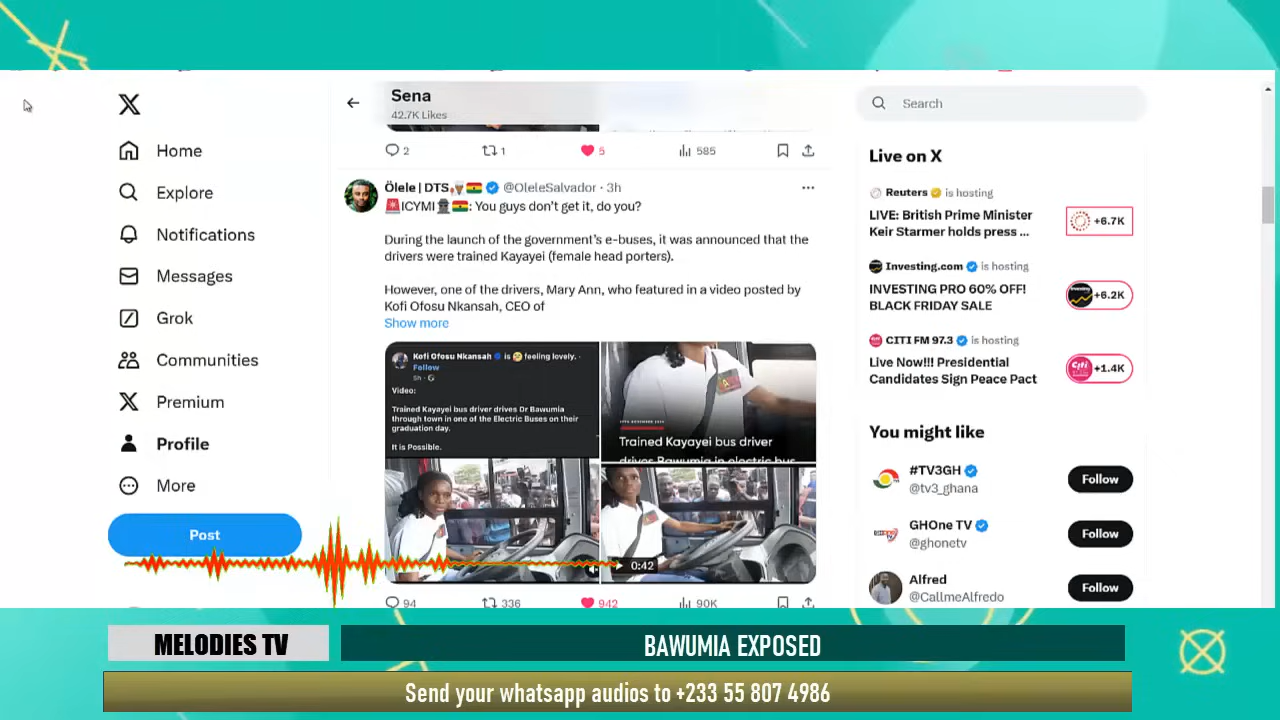 Home
Explore
Notifications
Messages
Grok
Communities
Premium
Profile
More
Post
Sena
42.7K Likes
2
1
5
585
Ölele | DTS @OleleSalvador · 3h
ICYMI: You guys don't get it, do you?
During the launch of the government's e-buses, it was announced that the
drivers were trained Kayayei (female head porters).
However, one of the drivers, Mary Ann, who featured in a video posted by
Kofi Ofosu Nkansah, CEO of
Show more
Kofi Ofosu Nkansah is feeling lovely. ·
Follow
5h ·
Video:
Trained Kayayei bus driver drives Dr Bawumia
through town in one of the Electric Buses on their
graduation day.
It is Possible.
Trained Kayayei bus driver
drives Bawumia in electric bus
0:42
94
336
942
90K
Search
Live on X
Reuters is hosting
LIVE: British Prime Minister
Keir Starmer holds press ...
+6.7K
Investing.com is hosting
INVESTING PRO 60% OFF!
BLACK FRIDAY SALE
+6.2K
CITI FM 97.3 is hosting
Live Now!!! Presidential
Candidates Sign Peace Pact
+1.4K
You might like
#TV3GH
@tv3_ghana
Follow
GHOne TV
@ghonetv
Follow
Alfred
@CallmeAlfredo
Follow
MELODIES TV
BAWUMIA EXPOSED
Send your whatsapp audios to +233 55 807 4986